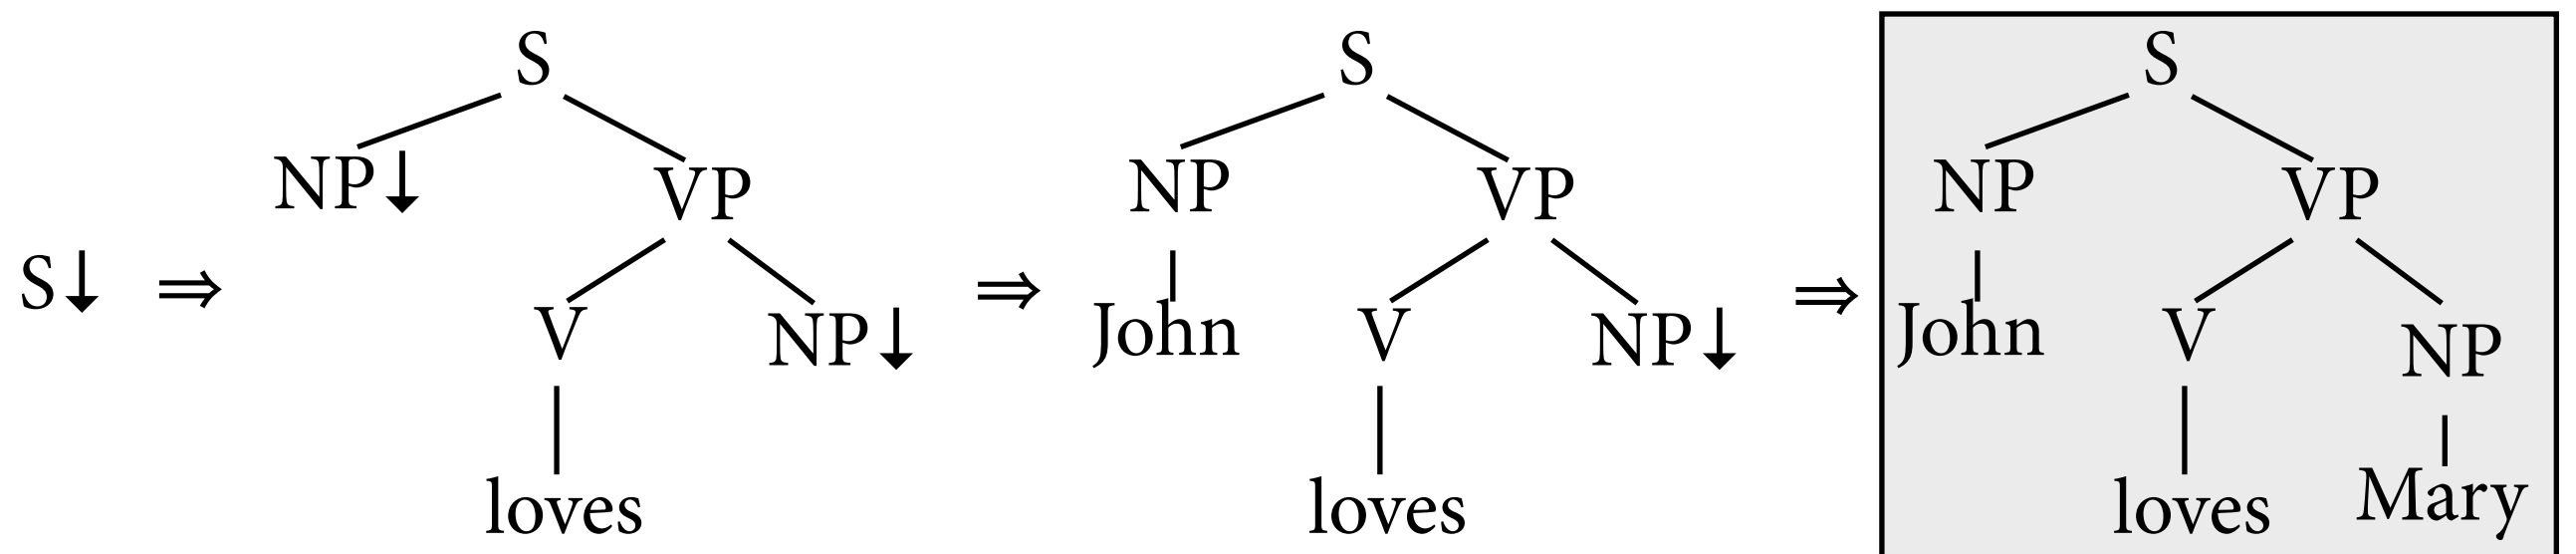 S S S
NP↓ VP NP VP NP VP
S↓ ⇒ ⇒ ⇒
V NP↓ John V NP↓ John V NP
loves loves loves Mary